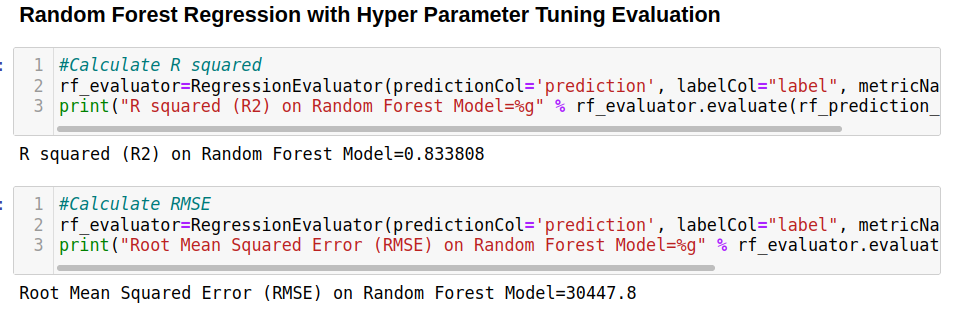 Random Forest Regression with Hyper Parameter Tuning Evaluation
1 #Calculate R squared
2 rf_evaluator=RegressionEvaluator(predictionCol='prediction', labelCol="label", metricNa
3 print("R squared (R2) on Random Forest Model=%g" % rf_evaluator.evaluate(rf_prediction_
R squared (R2) on Random Forest Model=0.833808
1 #Calculate RMSE
2 rf_evaluator=RegressionEvaluator(predictionCol='prediction', labelCol="label", metricNa
3 print("Root Mean Squared Error (RMSE) on Random Forest Model=%g" % rf_evaluator.evaluat
Root Mean Squared Error (RMSE) on Random Forest Model=30447.8